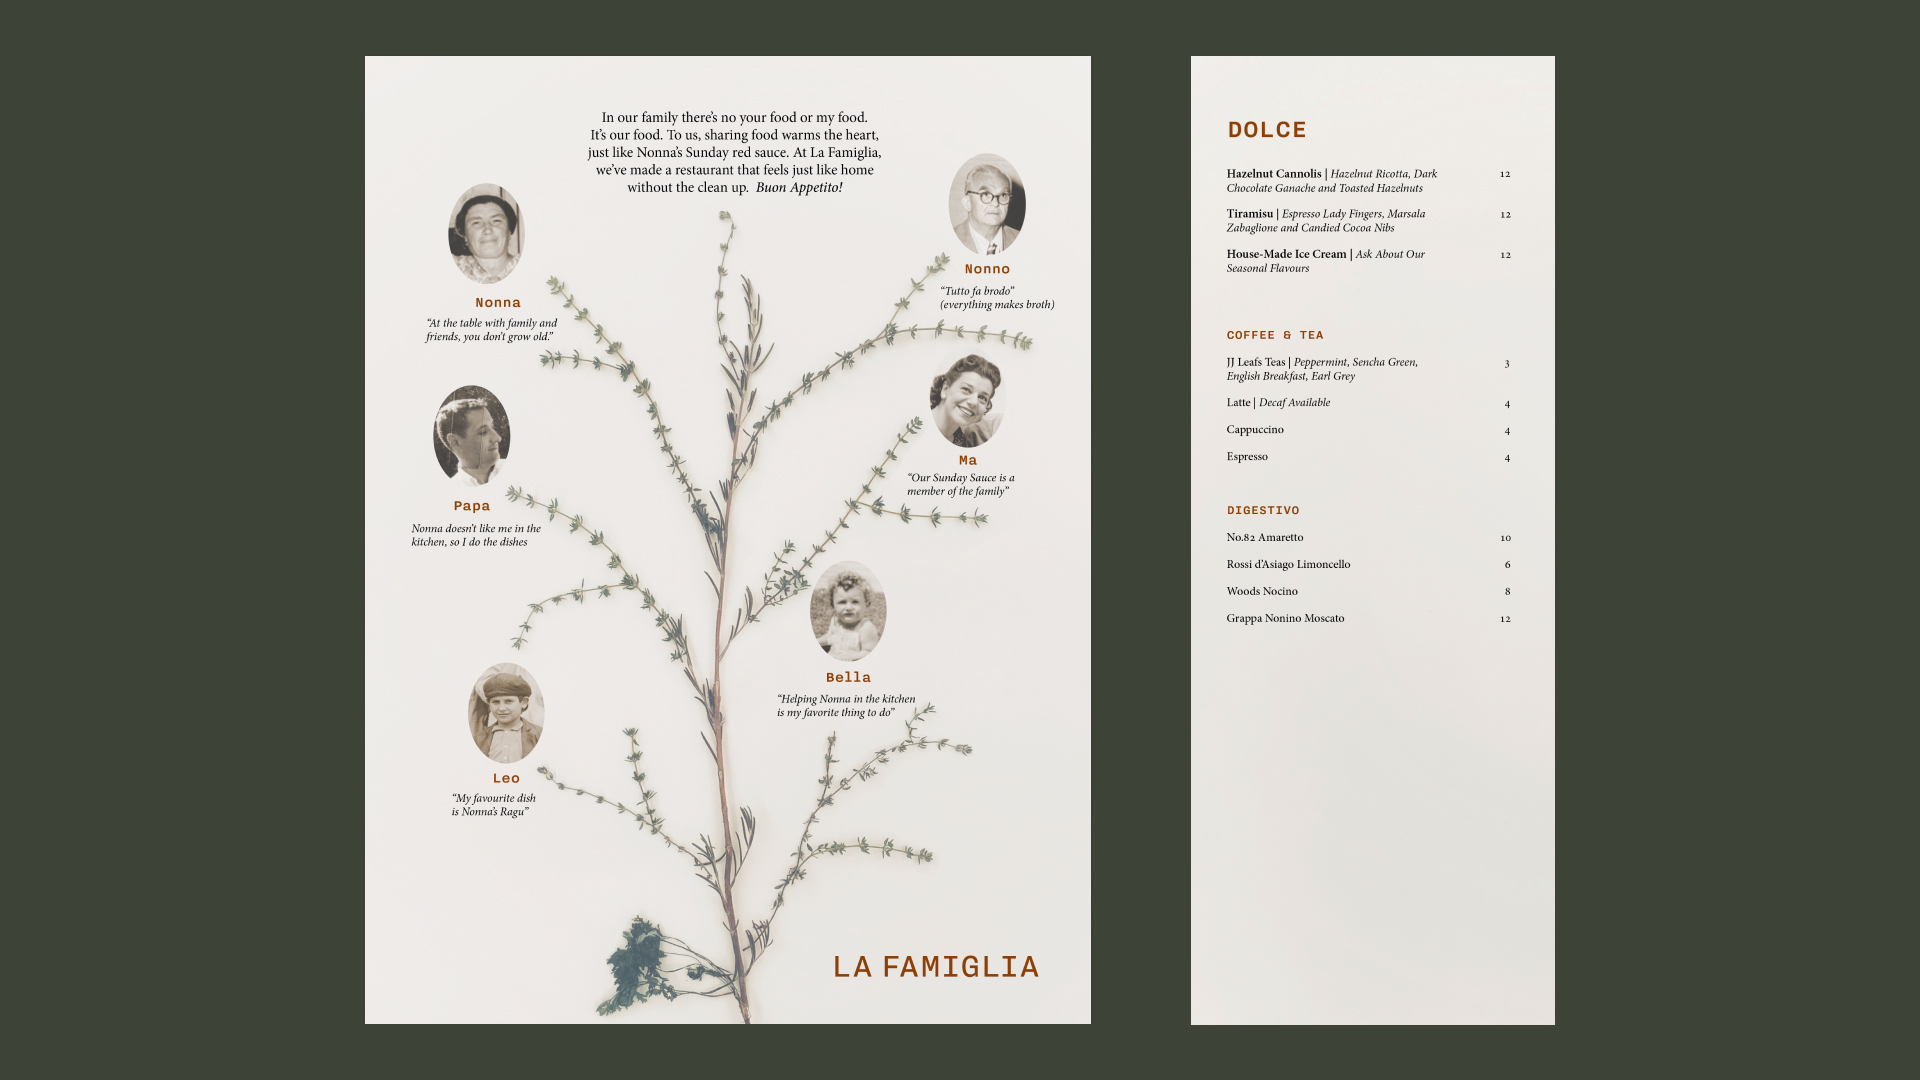 In our family there's no your food or my food.
It's our food. To us, sharing food warms the heart,
just like Nonna's Sunday red sauce. At La Famiglia,
we've made a restaurant that feels just like home
without the clean up. Buon Appetito!
Nonna
“At the table with family and
friends, you don't grow old.”
Nonno
“Tutto fa brodo”
(everything makes broth)
Papa
Nonna doesn't like me in the
kitchen, so I do the dishes
Ma
“Our Sunday Sauce is a
member of the family”
Bella
“Helping Nonna in the kitchen
is my favorite thing to do”
Leo
“My favourite dish
is Nonna's Ragu”
LA FAMIGLIA
DOLCE
Hazelnut Cannolis | Hazelnut Ricotta, Dark 12
Chocolate Ganache and Toasted Hazelnuts
Tiramisu | Espresso Lady Fingers, Marsala 12
Zabaglione and Candied Cocoa Nibs
House-Made Ice Cream | Ask About Our 12
Seasonal Flavours
COFFEE & TEA
JJ Leafs Teas | Peppermint, Sencha Green, 3
English Breakfast, Earl Grey
Latte | Decaf Available 4
Cappuccino 4
Espresso 4
DIGESTIVO
No.82 Amaretto 10
Rossi d'Asiago Limoncello 6
Woods Nocino 8
Grappa Nonino Moscato 12